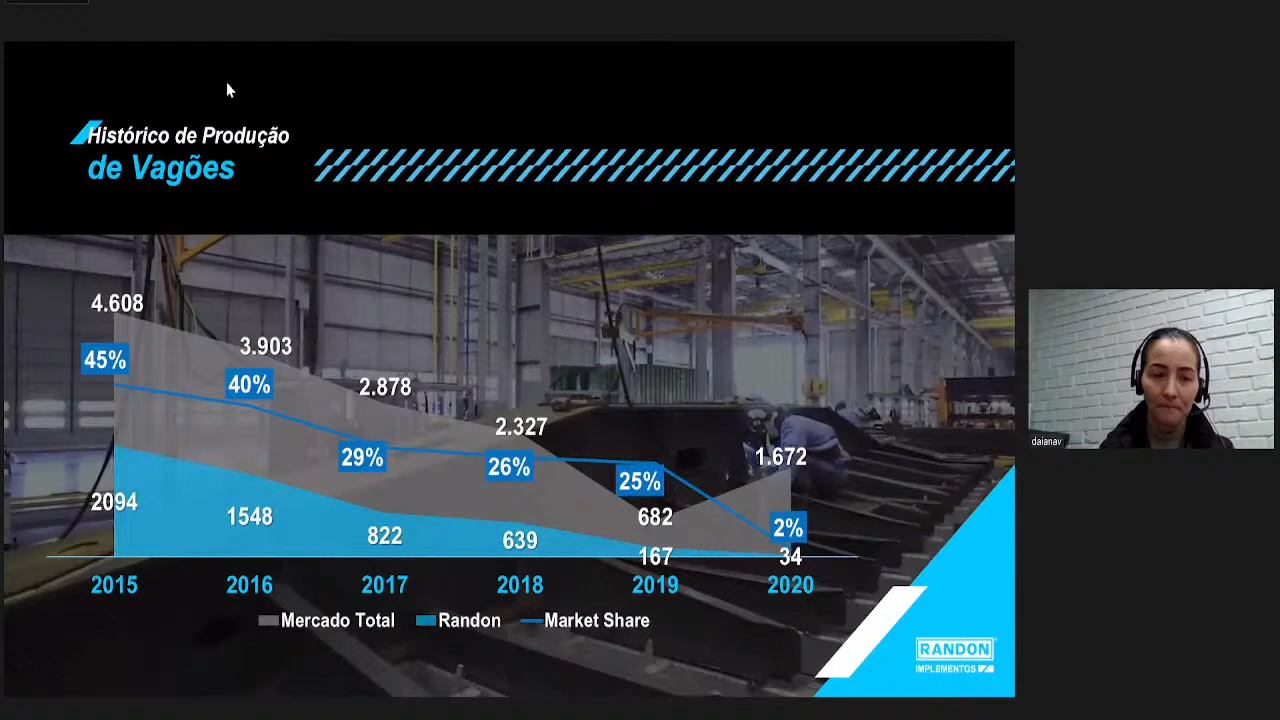 Histórico de Produção
de Vagões
4.608
3.903
2.878
2.327
682
1.672
45%
40%
29%
26%
25%
2%
2094
1548
822
639
167
34
2015 2016 2017 2018 2019 2020
Mercado Total Randon Market Share
RANDON
IMPLEMENTOS
daianav